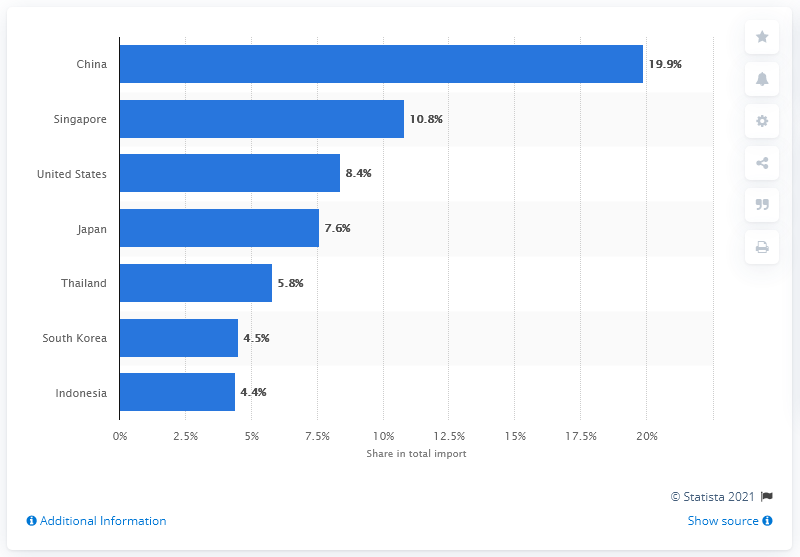 China 19.9%
Singapore 10.8%
United States 8.4%
Japan 7.6%
Thailand 5.8%
South Korea 4.5%
Indonesia 4.4%
0% 2.5% 5% 7.5% 10% 12.5% 15% 17.5% 20%
Share in total import
© Statista 2021
Additional Information Show source